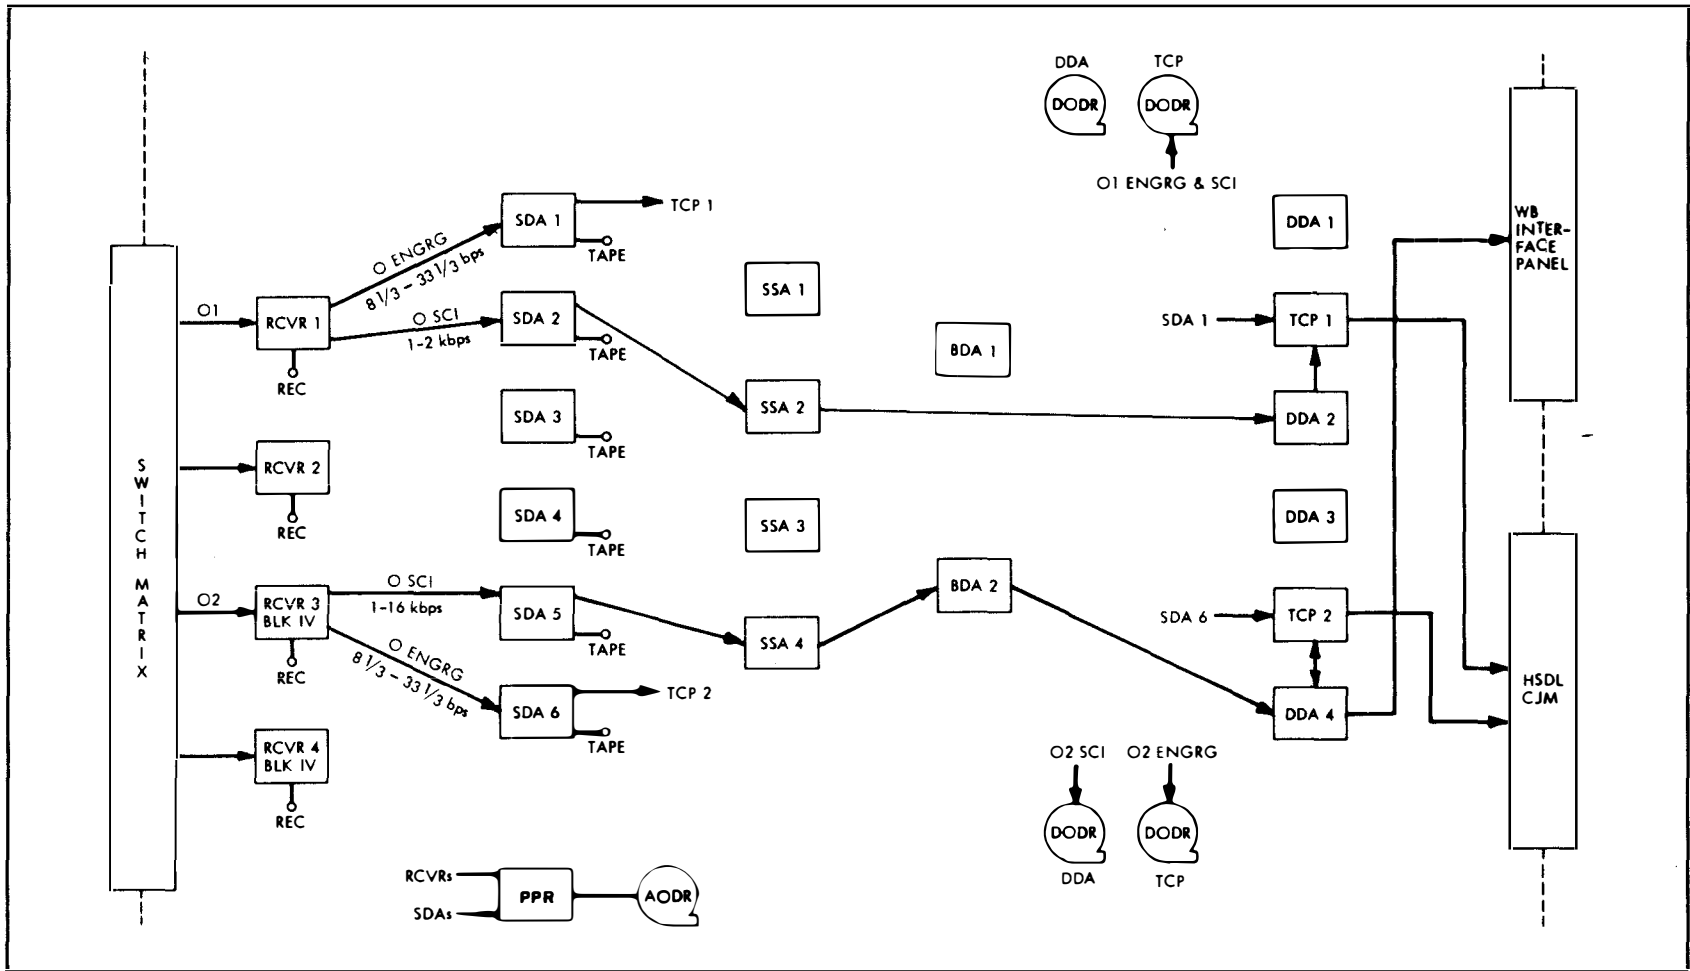 DDA
TCP
DODR
DODR
O1 ENGRG & SCI
SDA 1
TCP 1
TAPE
DDA 1
WB
INTER-
FACE
PANEL
O ENGRG
8 1/3 - 33 1/3 bps
SSA 1
O1
RCVR 1
REC
O SCI
1-2 kbps
SDA 2
TAPE
BDA 1
SDA 1
TCP 1
SDA 3
TAPE
SSA 2
DDA 2
SWITCH MATRIX
RCVR 2
REC
SDA 4
TAPE
SSA 3
DDA 3
O2
RCVR 3
BLK IV
REC
O SCI
1-16 kbps
SDA 5
TAPE
BDA 2
SDA 6
TCP 2
O ENGRG
8 1/3 - 33 1/3 bps
SSA 4
SDA 6
TCP 2
TAPE
DDA 4
HSDL
CJM
RCVR 4
BLK IV
REC
O2 SCI
O2 ENGRG
DODR
DODR
DDA
TCP
RCVRs
SDAs
PPR
AODR